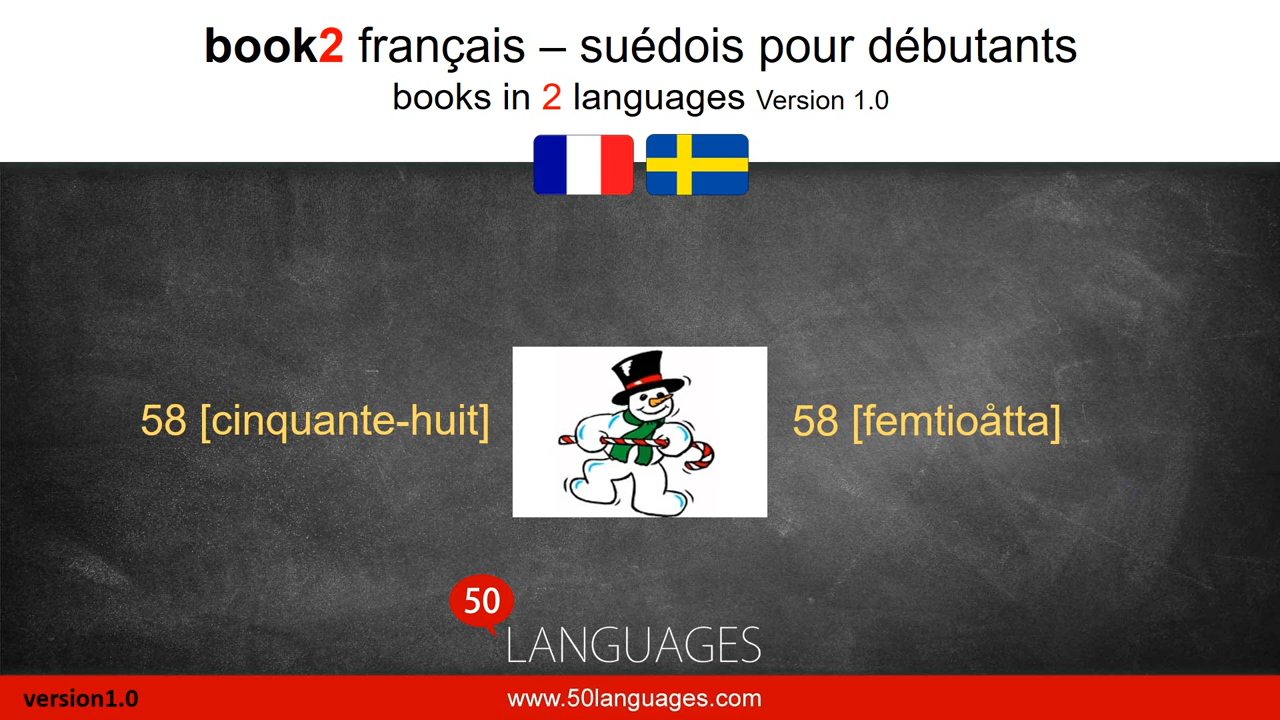 book2 français – suédois pour débutants
books in 2 languages Version 1.0
58 [cinquante-huit]
58 [femtioåtta]
50
LANGUAGES
version1.0
www.50languages.com